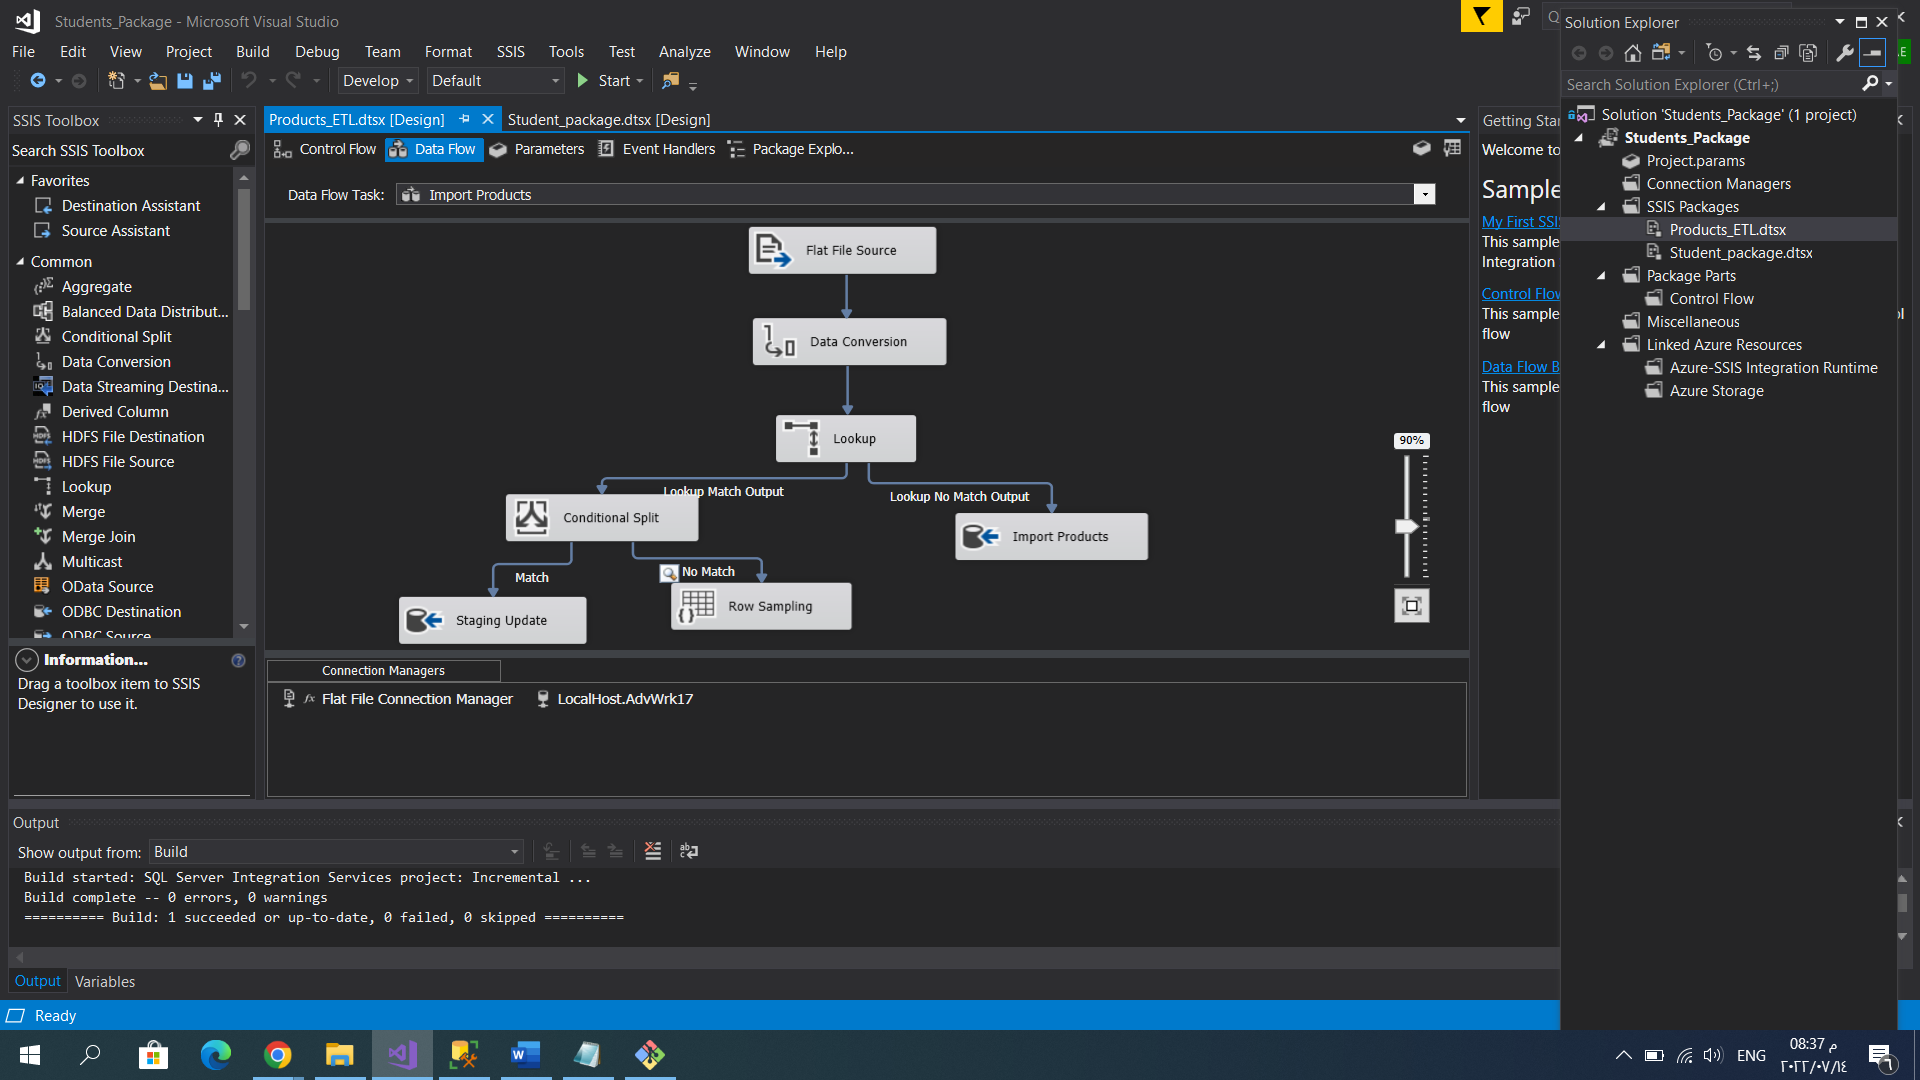 Students_Package - Microsoft Visual Studio
File Edit View Project Build Debug Team Format SSIS Tools Test Analyze Window Help
Develop Default Start
SSIS Toolbox
Search SSIS Toolbox
Favorites
Destination Assistant
Source Assistant
Common
Aggregate
Balanced Data Distribut...
Conditional Split
Data Conversion
Data Streaming Destina...
Derived Column
HDFS File Destination
HDFS File Source
Lookup
Merge
Merge Join
Multicast
OData Source
ODBC Destination
ODBC Source
Information...
Drag a toolbox item to SSIS
Designer to use it.
Products_ETL.dtsx [Design] Student_package.dtsx [Design]
Control Flow Data Flow Parameters Event Handlers Package Explo...
Data Flow Task: Import Products
Flat File Source
Data Conversion
Lookup
Lookup Match Output
Lookup No Match Output
Conditional Split
Import Products
Match
No Match
Staging Update
Row Sampling
90%
Connection Managers
Flat File Connection Manager LocalHost.AdvWrk17
Getting Star
Welcome to
Sample
My First SSI
This sample
Integration
Control Flow
This sample
flow
Data Flow B
This sample
flow
Solution Explorer
Search Solution Explorer (Ctrl+;)
Solution 'Students_Package' (1 project)
Students_Package
Project.params
Connection Managers
SSIS Packages
Products_ETL.dtsx
Student_package.dtsx
Package Parts
Control Flow
Miscellaneous
Linked Azure Resources
Azure-SSIS Integration Runtime
Azure Storage
Output
Show output from: Build
Build started: SQL Server Integration Services project: Incremental ...
Build complete -- 0 errors, 0 warnings
========== Build: 1 succeeded or up-to-date, 0 failed, 0 skipped ==========
Output Variables
Ready
ENG
08:37 م
٢٠٢٢/٠٧/١٤